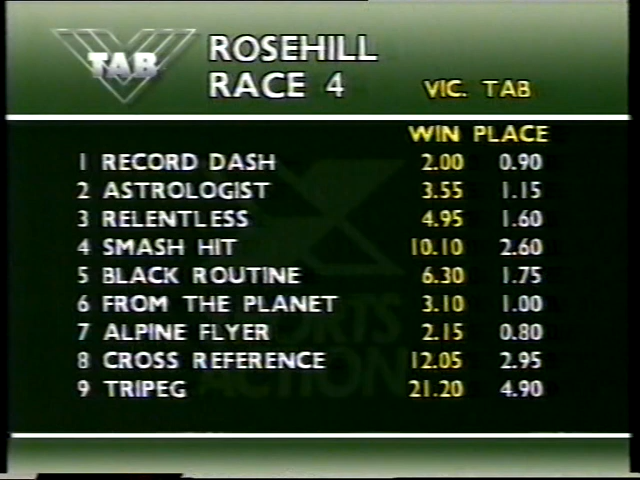 TAB
ROSEHILL
RACE 4
VIC. TAB
WIN PLACE
1 RECORD DASH 2.00 0.90
2 ASTROLOGIST 3.55 1.15
3 RELENTLESS 4.95 1.60
4 SMASH HIT 10.10 2.60
5 BLACK ROUTINE 6.30 1.75
6 FROM THE PLANET 3.10 1.00
7 ALPINE FLYER 2.15 0.80
8 CROSS REFERENCE 12.05 2.95
9 TRIPEG 21.20 4.90
SPORTS
ACTION